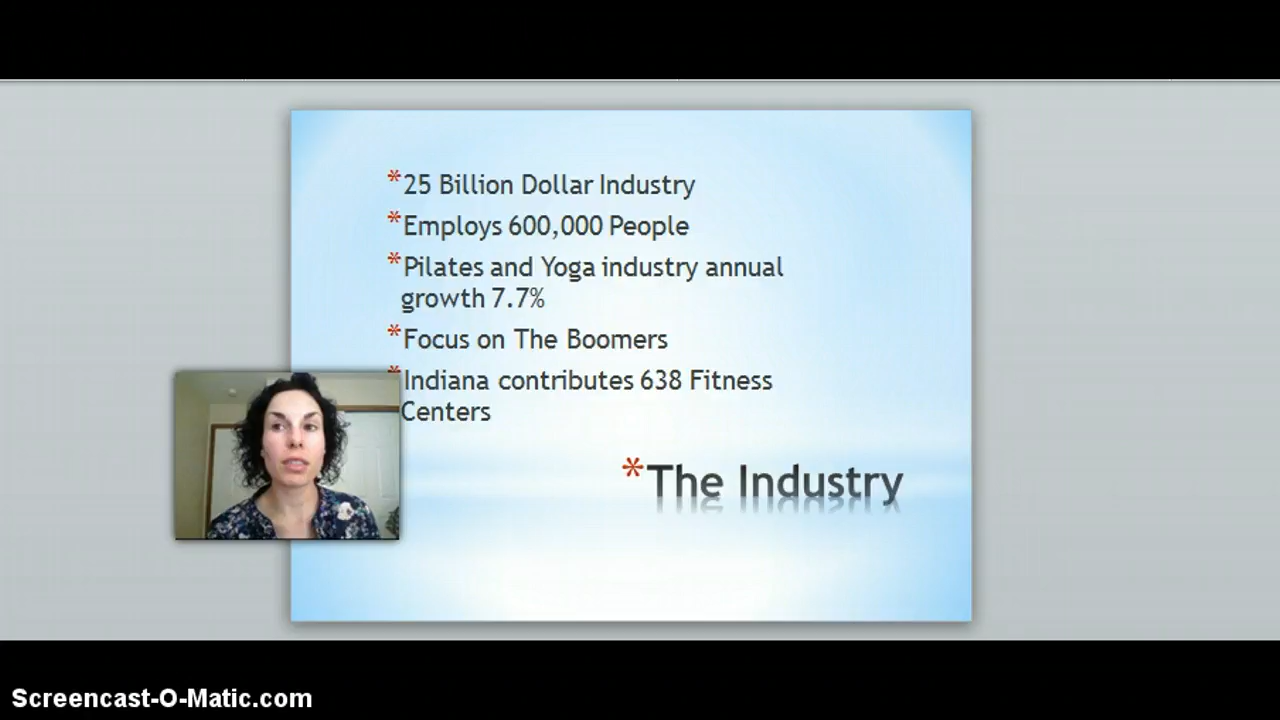 *25 Billion Dollar Industry
*Employs 600,000 People
*Pilates and Yoga industry annual
growth 7.7%
*Focus on The Boomers
*Indiana contributes 638 Fitness
Centers
*The Industry
Screencast-O-Matic.com